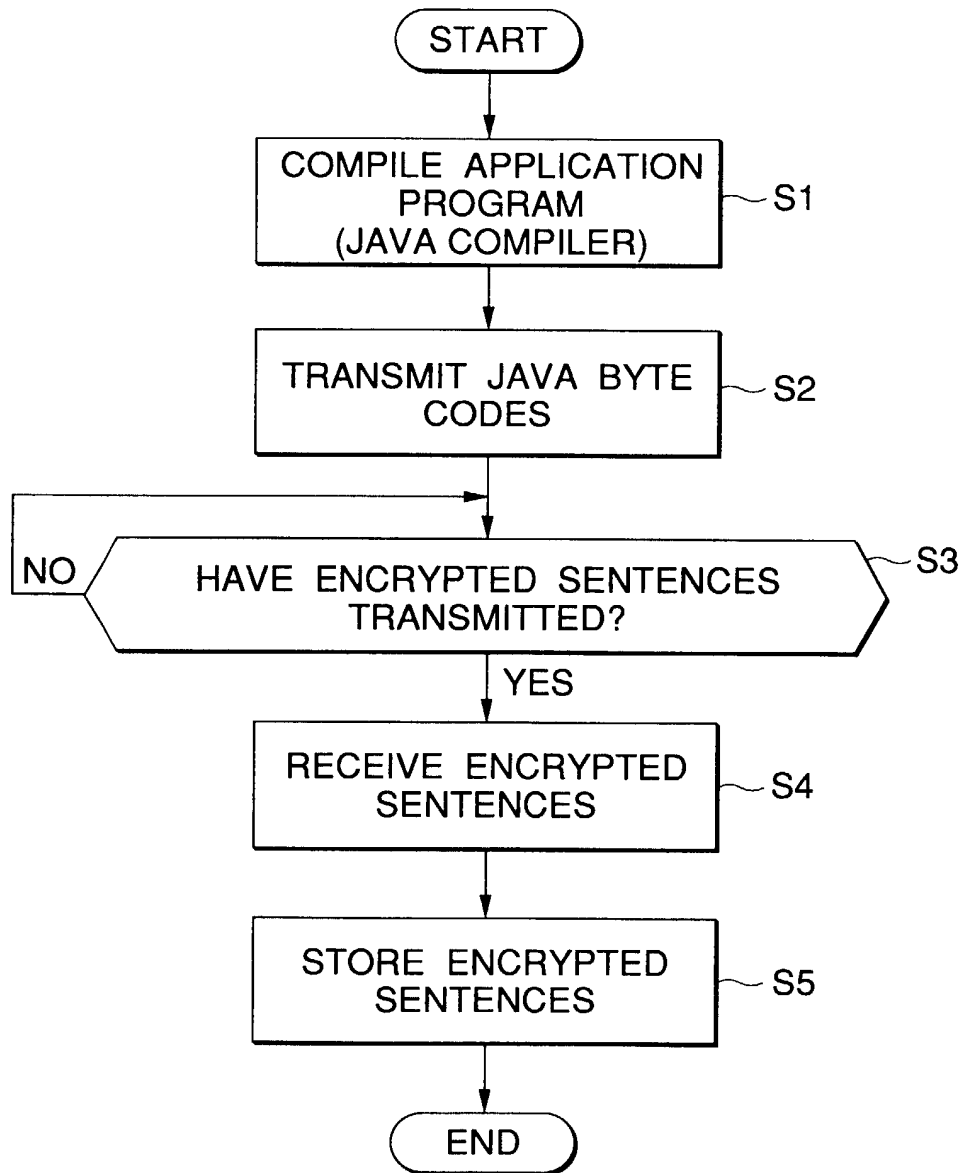 START
COMPILE APPLICATION
PROGRAM
(JAVA COMPILER)
S1
TRANSMIT JAVA BYTE
CODES
S2
NO
HAVE ENCRYPTED SENTENCES
TRANSMITTED?
S3
YES
RECEIVE ENCRYPTED
SENTENCES
S4
STORE ENCRYPTED
SENTENCES
S5
END